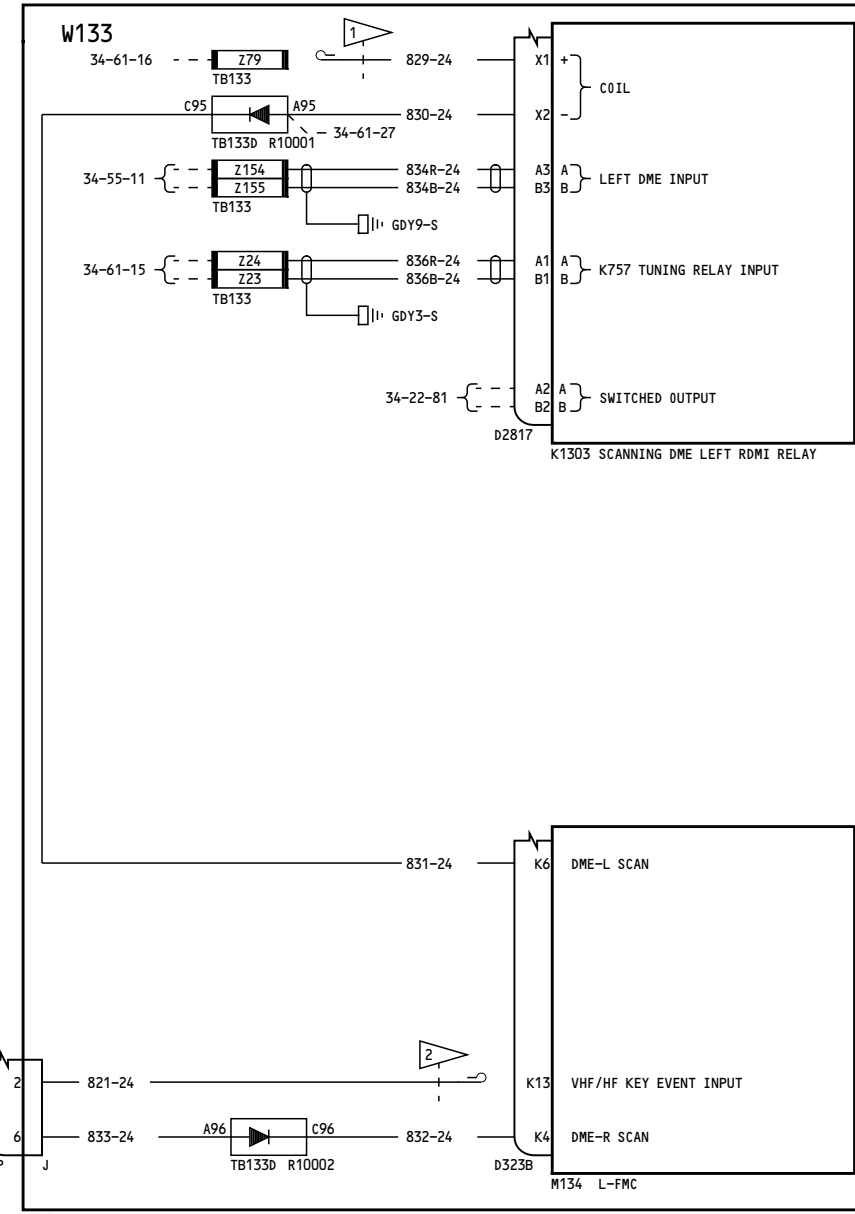 W133
1
34-61-16 Z79 829-24 X1 +
TB133
COIL
C95 A95 830-24 X2 -
34-61-27
TB133D R10001
Z154 834R-24 A3 A
34-55-11 LEFT DME INPUT
Z155 834B-24 B3 B
TB133
GDY9-S
Z24 836R-24 A1 A
34-61-15 K757 TUNING RELAY INPUT
Z23 836B-24 B1 B
TB133
GDY3-S
A2 A
34-22-81 SWITCHED OUTPUT
B2 B
D2817
K1303 SCANNING DME LEFT RDMI RELAY
831-24 K6 DME-L SCAN
2
2 821-24 K13 VHF/HF KEY EVENT INPUT
6 833-24 A96 C96 832-24 K4 DME-R SCAN
P J TB133D R10002 D323B
M134 L-FMC